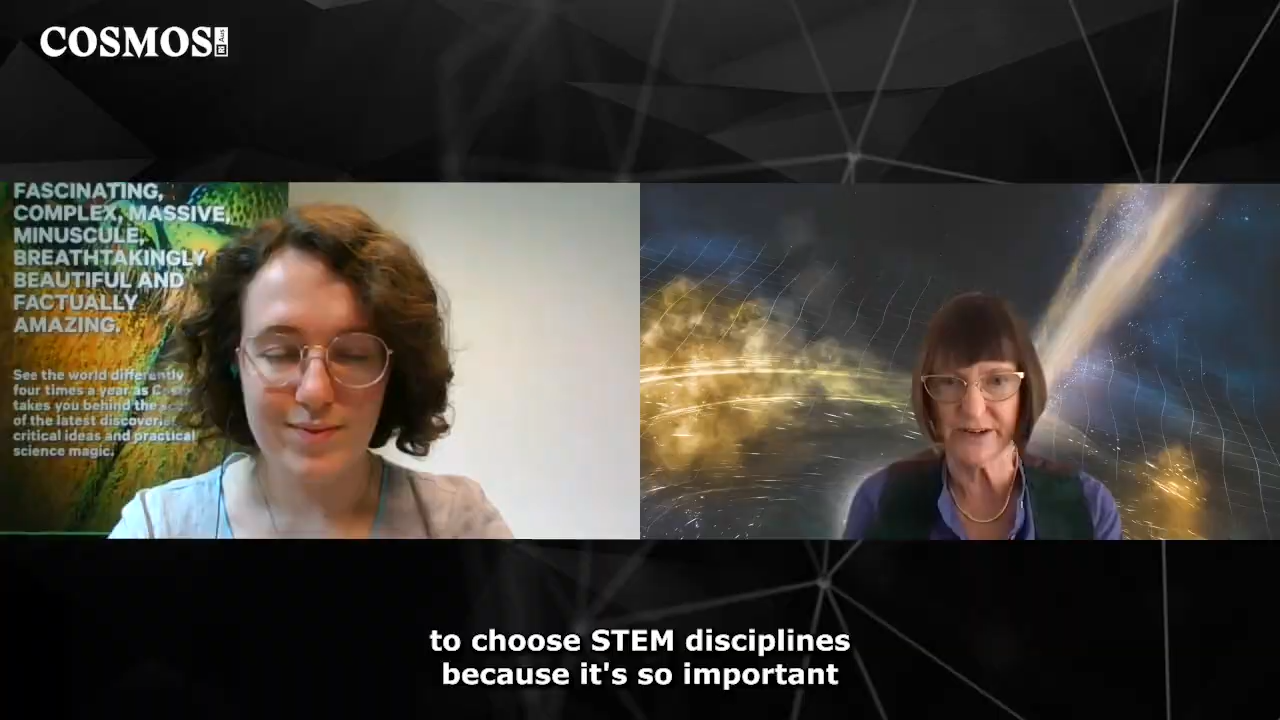 COSMOS
FASCINATING,
COMPLEX, MASSIVE,
MINUSCULE,
BREATHTAKINGLY
BEAUTIFUL AND
FACTUALLY
AMAZING.
See the world differently
four times a year as
takes you behind the
of the latest discoveries
critical ideas and practical
science magic.
to choose STEM disciplines
because it's so important